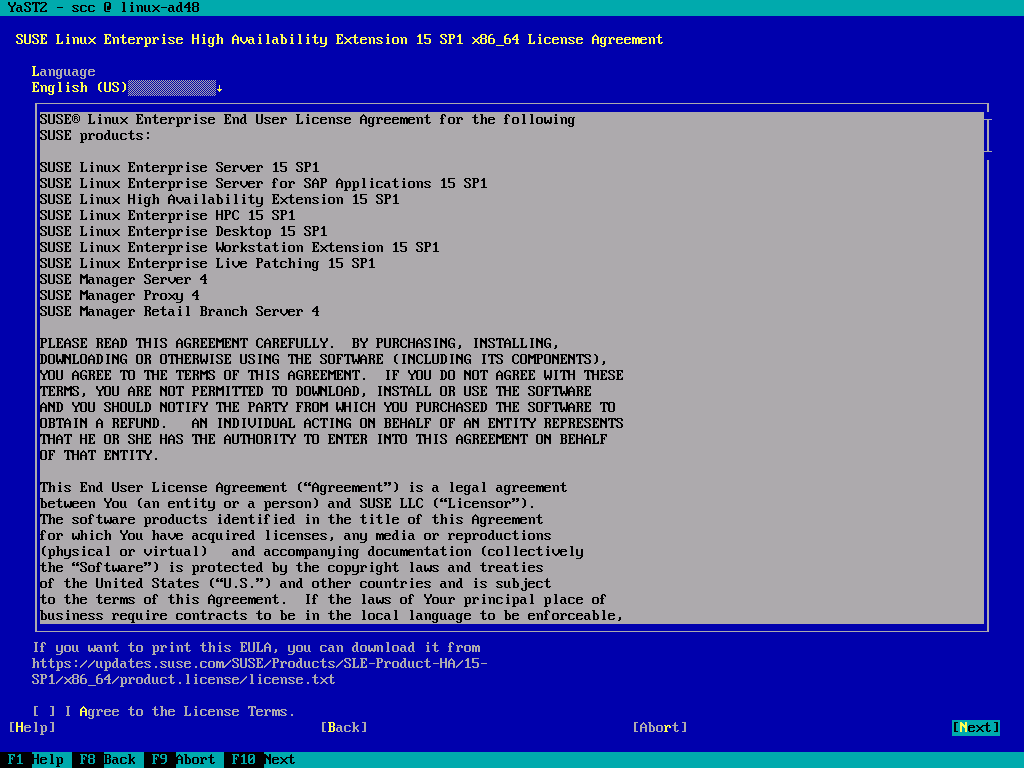 YaST2 - scc @ linux-ad48
SUSE Linux Enterprise High Availability Extension 15 SP1 x86_64 License Agreement
Language
English (US)↓
SUSE® Linux Enterprise End User License Agreement for the following
SUSE products:
SUSE Linux Enterprise Server 15 SP1
SUSE Linux Enterprise Server for SAP Applications 15 SP1
SUSE Linux High Availability Extension 15 SP1
SUSE Linux Enterprise HPC 15 SP1
SUSE Linux Enterprise Desktop 15 SP1
SUSE Linux Enterprise Workstation Extension 15 SP1
SUSE Linux Enterprise Live Patching 15 SP1
SUSE Manager Server 4
SUSE Manager Proxy 4
SUSE Manager Retail Branch Server 4
PLEASE READ THIS AGREEMENT CAREFULLY.  BY PURCHASING, INSTALLING,
DOWNLOADING OR OTHERWISE USING THE SOFTWARE (INCLUDING ITS COMPONENTS),
YOU AGREE TO THE TERMS OF THIS AGREEMENT.  IF YOU DO NOT AGREE WITH THESE
TERMS, YOU ARE NOT PERMITTED TO DOWNLOAD, INSTALL OR USE THE SOFTWARE
AND YOU SHOULD NOTIFY THE PARTY FROM WHICH YOU PURCHASED THE SOFTWARE TO
OBTAIN A REFUND.   AN INDIVIDUAL ACTING ON BEHALF OF AN ENTITY REPRESENTS
THAT HE OR SHE HAS THE AUTHORITY TO ENTER INTO THIS AGREEMENT ON BEHALF
OF THAT ENTITY.
This End User License Agreement (“Agreement”) is a legal agreement
between You (an entity or a person) and SUSE LLC (“Licensor”).
The software products identified in the title of this Agreement
for which You have acquired licenses, any media or reproductions
(physical or virtual)   and accompanying documentation (collectively
the “Software”) is protected by the copyright laws and treaties
of the United States (“U.S.”) and other countries and is subject
to the terms of this Agreement.  If the laws of Your principal place of
business require contracts to be in the local language to be enforceable,
If you want to print this EULA, you can download it from
https://updates.suse.com/SUSE/Products/SLE-Product-HA/15-
SP1/x86_64/product.license/license.txt
[ ] I Agree to the License Terms.
[Help] [Back] [Abort] [Next]
F1 Help F8 Back F9 Abort F10 Next